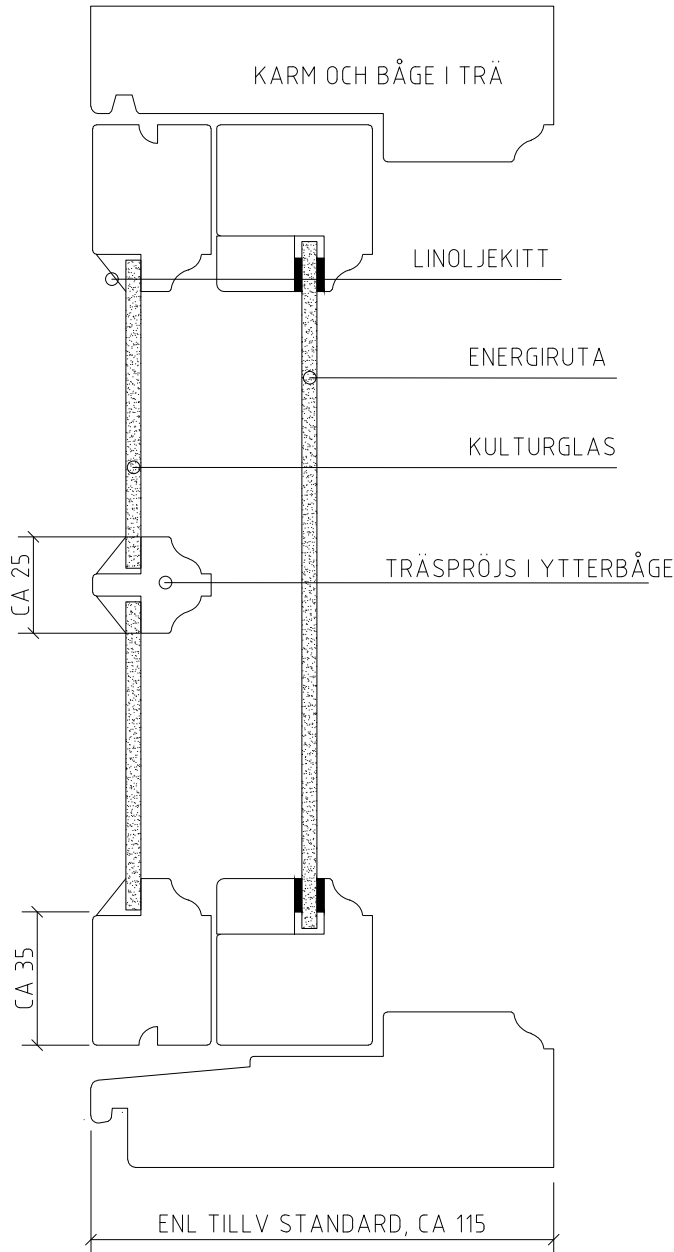 KARM OCH BÅGE I TRÄ
LINOLJEKITT
ENERGIRUTA
KULTURGLAS
CA 25
TRÄSPRÖJS I YTTERBÅGE
CA 35
ENL TILLV STANDARD, CA 115